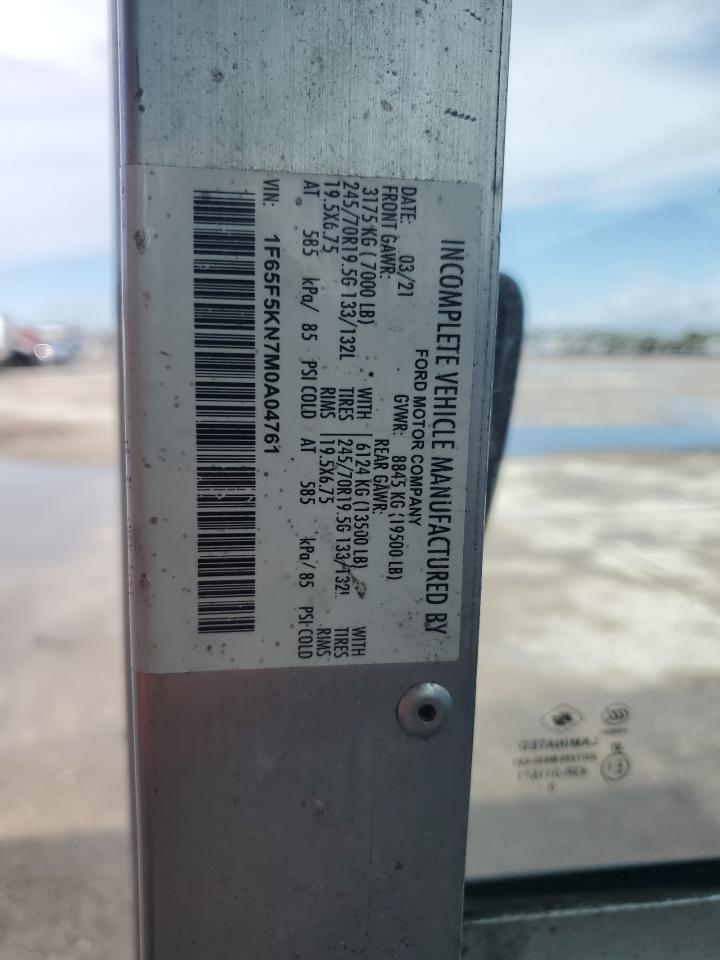 INCOMPLETE VEHICLE MANUFACTURED BY
FORD MOTOR COMPANY
GVWR: 8845 KG (19500 LB)
DATE: 03/21
FRONT GAWR:
3175 KG (7000 LB) WITH
245/70R19.5G 133/132L TIRES
19.5X6.75 RIMS
AT 585 kPa/ 85 PSI COLD
REAR GAWR:
6124 KG (13500 LB) WITH
245/70R19.5G 133/132L TIRES
19.5X6.75 RIMS
AT 585 kPa/ 85 PSI COLD
VIN: 1F65F5KN7M0A04761
LAMINATED